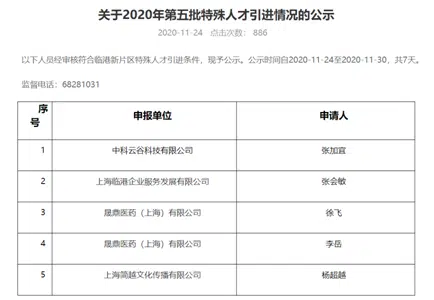 关于2020年第五批特殊人才引进情况的公示
2020-11-24 点击次数： 886
以下人员经审核符合临港新片区特殊人才引进条件，现予公示。公示时间自2020-11-24至2020-11-30，共7天。
监督电话：68281031
序号 申报单位 申请人
1 中科云谷科技有限公司 张加宜
2 上海临港企业服务发展有限公司 张会敏
3 晟鼎医药（上海）有限公司 徐飞
4 晟鼎医药（上海）有限公司 李岳
5 上海简越文化传播有限公司 杨超越